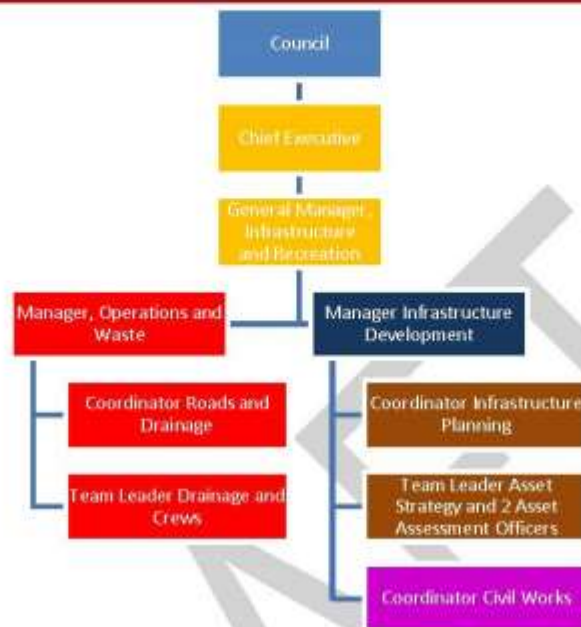 Council
Chief Executive
General Manager,
Infrastructure
and Recreation
Manager, Operations and
Waste
Manager Infrastructure
Development
Coordinator Roads and
Drainage
Coordinator Infrastructure
Planning
Team Leader Drainage and
Crews
Team Leader Asset
Strategy and 2 Asset
Assessment Officers
Coordinator Civil Works